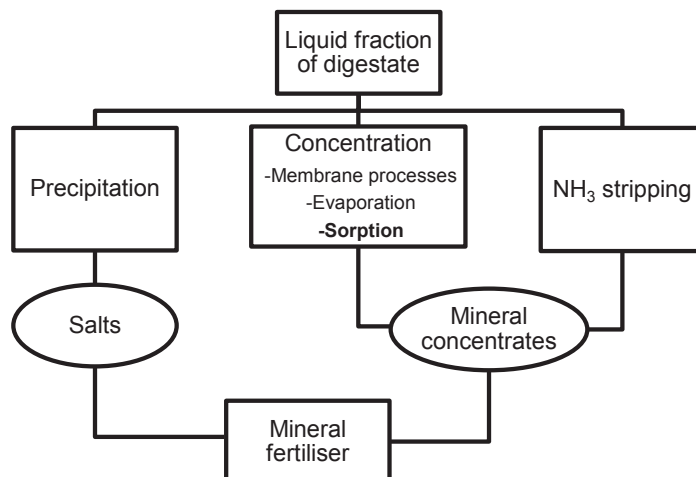 Liquid fraction
of digestate
Precipitation
Concentration
-Membrane processes
-Evaporation
-Sorption
NH₃ stripping
Salts
Mineral
concentrates
Mineral
fertiliser